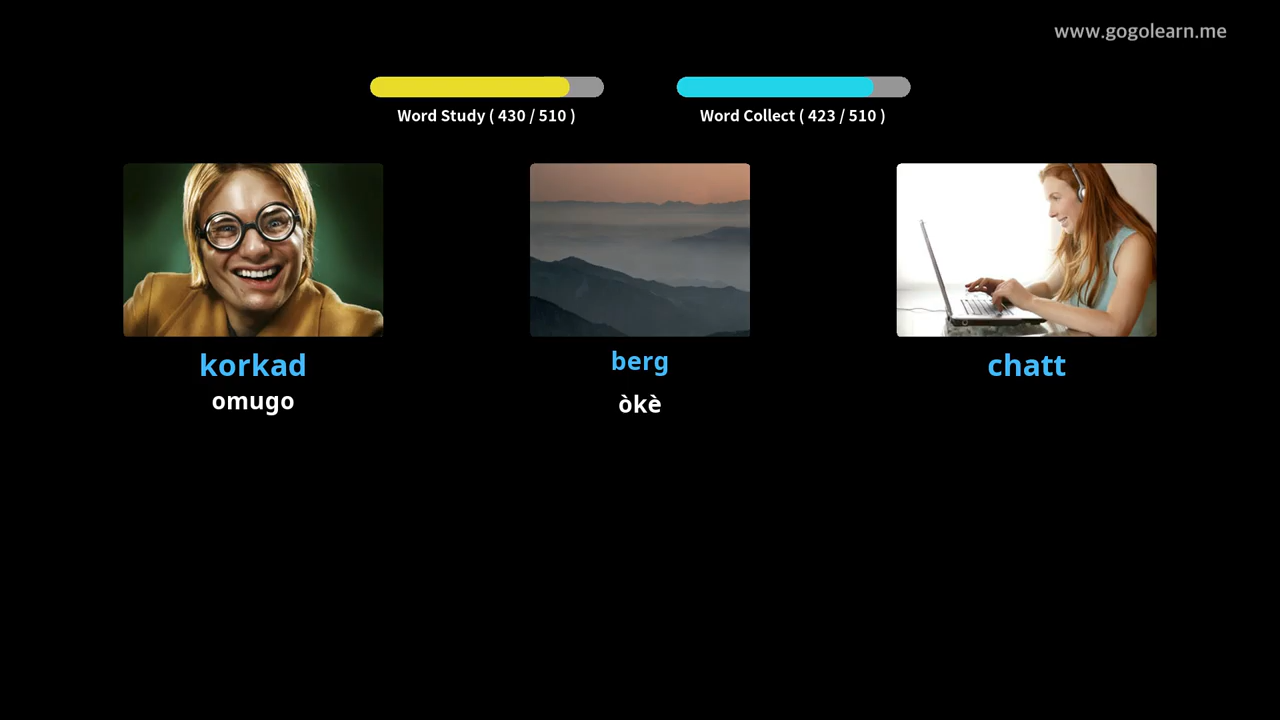 www.gogolearn.me
Word Study ( 430 / 510 )
Word Collect ( 423 / 510 )
korkad
omugo
berg
òkè
chatt